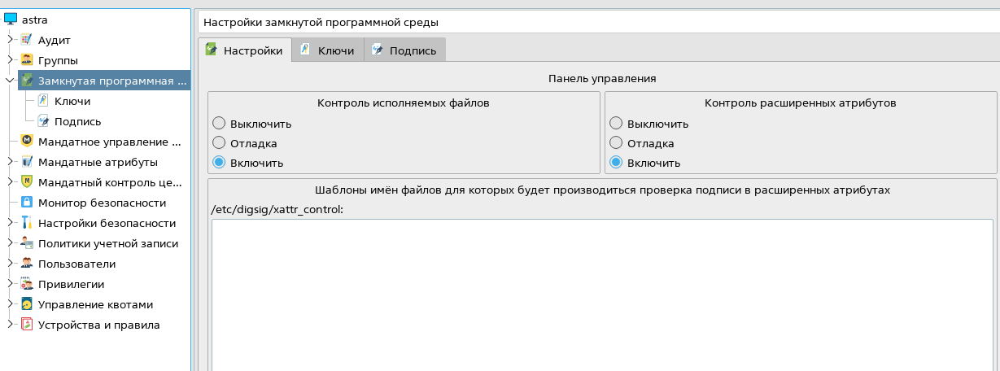 astra
Аудит
Группы
Замкнутая программная ...
Ключи
Подпись
Мандатное управление ...
Мандатные атрибуты
Мандатный контроль це...
Монитор безопасности
Настройки безопасности
Политики учетной записи
Пользователи
Привилегии
Управление квотами
Устройства и правила
Настройки замкнутой программной среды
Настройки Ключи Подпись
Панель управления
Контроль исполняемых файлов
Выключить
Отладка
Включить
Контроль расширенных атрибутов
Выключить
Отладка
Включить
Шаблоны имён файлов для которых будет производиться проверка подписи в расширенных атрибутах
/etc/digsig/xattr_control: